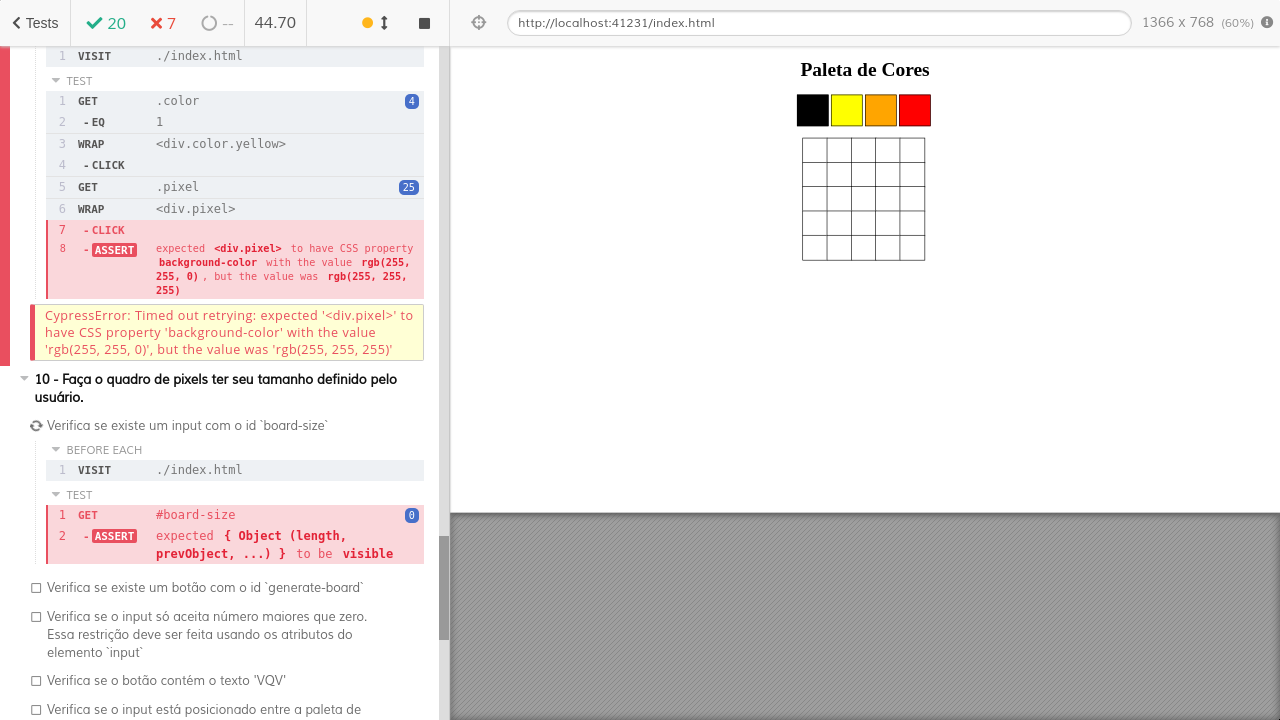 Tests 20 7 -- 44.70
http://localhost:41231/index.html 1366 x 768 (60%)
1 VISIT ./index.html
TEST
1 GET .color 4
2 - EQ 1
3 WRAP <div.color.yellow>
4 - CLICK
5 GET .pixel 25
6 WRAP <div.pixel>
7 - CLICK
8 - ASSERT expected <div.pixel> to have CSS property
background-color with the value rgb(255,
255, 0) , but the value was rgb(255, 255,
255)
CypressError: Timed out retrying: expected '<div.pixel>' to
have CSS property 'background-color' with the value
'rgb(255, 255, 0)', but the value was 'rgb(255, 255, 255)'
10 - Faça o quadro de pixels ter seu tamanho definido pelo
usuário.
Verifica se existe um input com o id `board-size`
BEFORE EACH
1 VISIT ./index.html
TEST
1 GET #board-size 0
2 - ASSERT expected { Object (length,
prevObject, ...) } to be visible
Verifica se existe um botão com o id `generate-board`
Verifica se o input só aceita número maiores que zero.
Essa restrição deve ser feita usando os atributos do
elemento `input`
Verifica se o botão contém o texto 'VQV'
Verifica se o input está posicionado entre a paleta de
Paleta de Cores